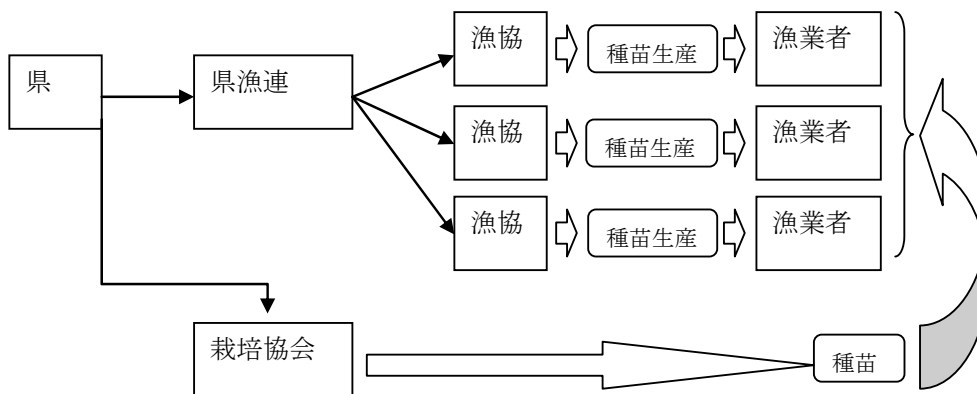 県
県漁連
漁協
種苗生産
漁業者
漁協
種苗生産
漁業者
漁協
種苗生産
漁業者
栽培協会
種苗